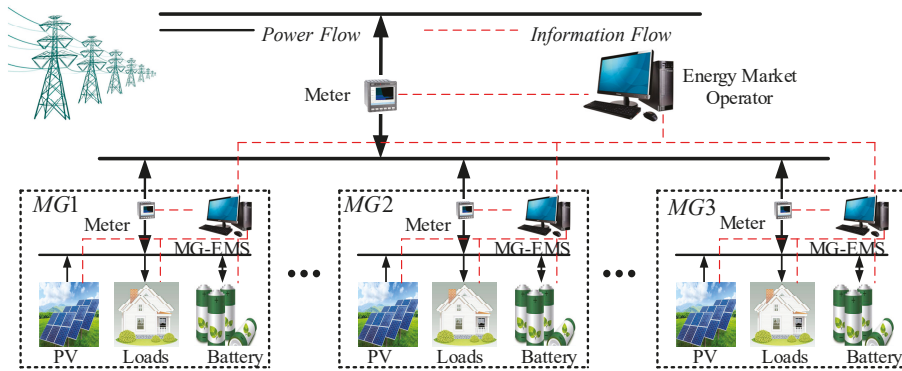 Power Flow
Information Flow
Meter
Energy Market
Operator
MG1
Meter
MG-EMS
PV
Loads
Battery
MG2
Meter
MG-EMS
PV
Loads
Battery
MG3
Meter
MG-EMS
PV
Loads
Battery